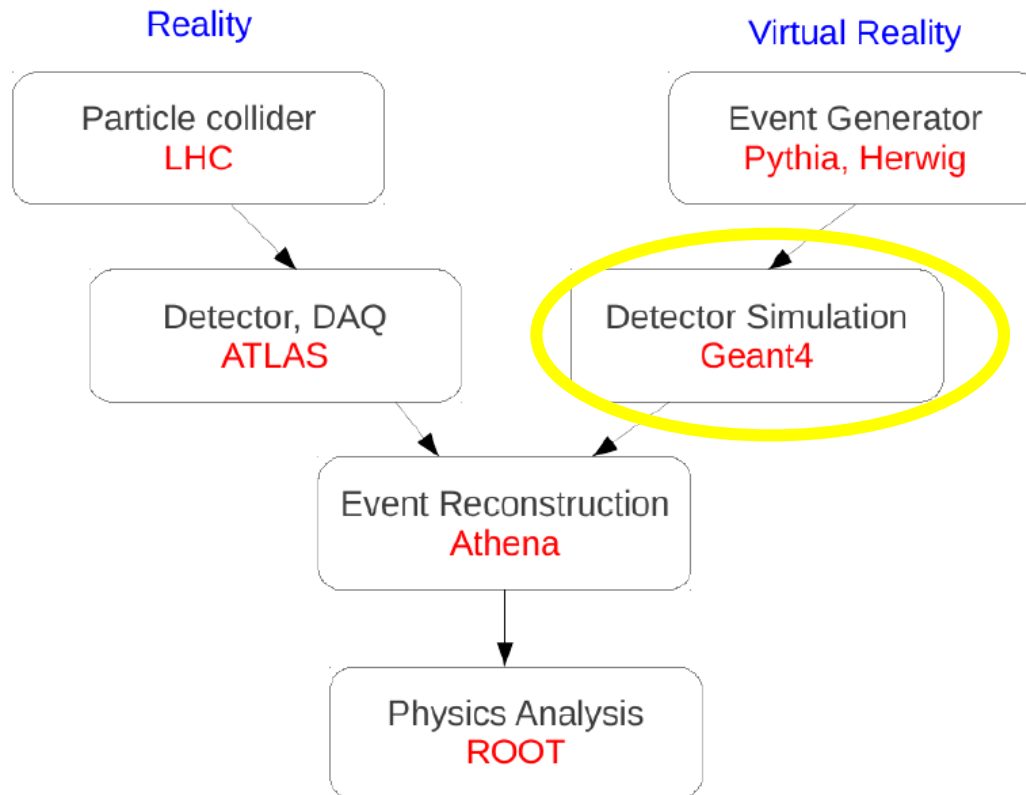 Reality
Virtual Reality
Particle collider
LHC
Event Generator
Pythia, Herwig
Detector, DAQ
ATLAS
Detector Simulation
Geant4
Event Reconstruction
Athena
Physics Analysis
ROOT